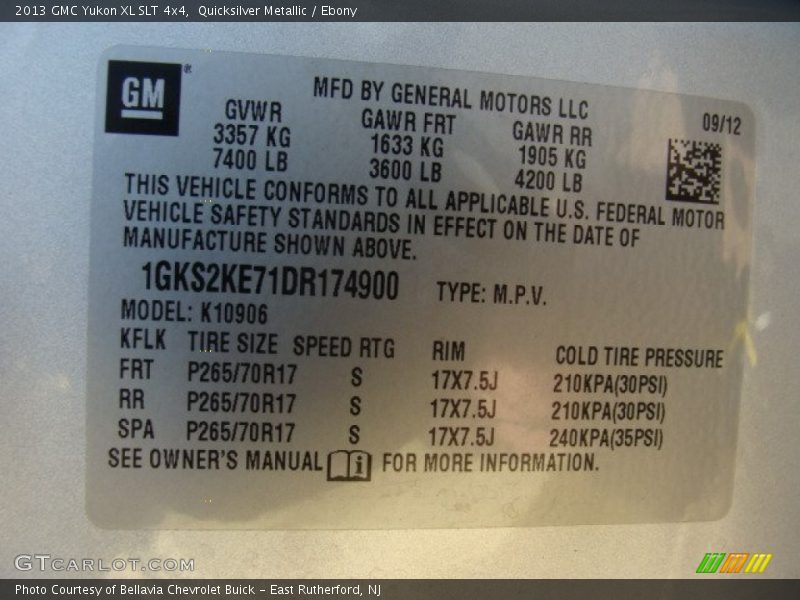 2013 GMC Yukon XL SLT 4x4, Quicksilver Metallic / Ebony
GM®
MFD BY GENERAL MOTORS LLC
GVWR GAWR FRT GAWR RR 09/12
3357 KG 1633 KG 1905 KG
7400 LB 3600 LB 4200 LB
THIS VEHICLE CONFORMS TO ALL APPLICABLE U.S. FEDERAL MOTOR
VEHICLE SAFETY STANDARDS IN EFFECT ON THE DATE OF
MANUFACTURE SHOWN ABOVE.
1GKS2KE71DR174900 TYPE: M.P.V.
MODEL: K10906
KFLK TIRE SIZE SPEED RTG RIM COLD TIRE PRESSURE
FRT P265/70R17 S 17X7.5J 210KPA(30PSI)
RR P265/70R17 S 17X7.5J 210KPA(30PSI)
SPA P265/70R17 S 17X7.5J 240KPA(35PSI)
SEE OWNER'S MANUAL i FOR MORE INFORMATION.
GTCARLOT.COM
Photo Courtesy of Bellavia Chevrolet Buick - East Rutherford, NJ